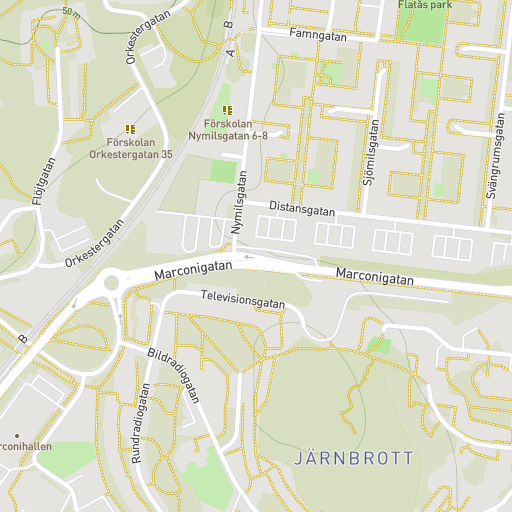 Flatås park
50 m
Orkestergatan
B
A
Famngatan
Förskolan
Nymilsgatan 6-8
Förskolan
Orkestergatan 35
Sjömilsgatan
Svängrumsgatan
Flöjtgatan
Nymilsgatan
Distansgatan
Orkestergatan
Marconigatan
Marconigatan
Televisionsgatan
B
Bildradiogatan
Rundradiogatan
rconihallen
JÄRNBROTT